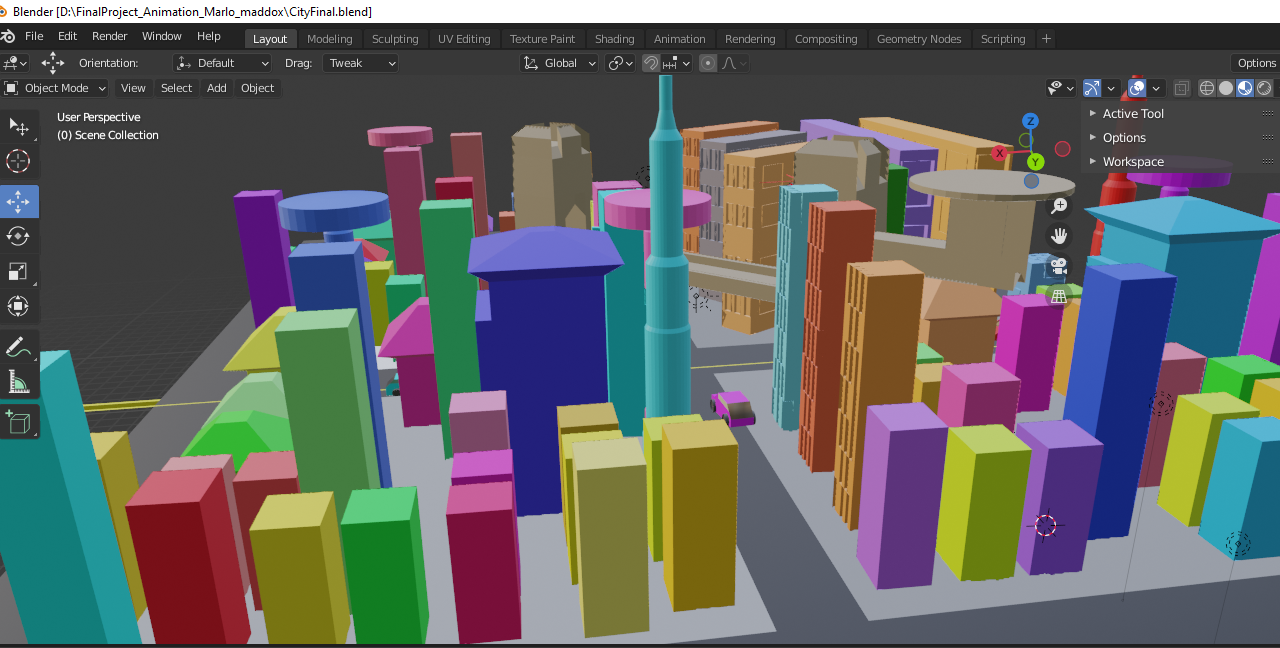 Blender [D:\FinalProject_Animation_Marlo_maddox\CityFinal.blend]
File Edit Render Window Help Layout Modeling Sculpting UV Editing Texture Paint Shading Animation Rendering Compositing Geometry Nodes Scripting +
Orientation: Default Drag: Tweak Global Options
Object Mode View Select Add Object
User Perspective
(0) Scene Collection
Active Tool
Options
Workspace
Z
X
Y